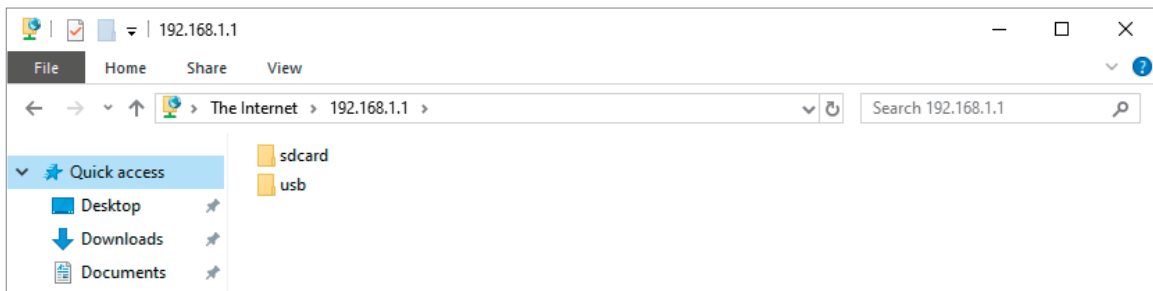 192.168.1.1
File Home Share View
The Internet 192.168.1.1 Search 192.168.1.1
Quick access
Desktop
Downloads
Documents
sdcard
usb